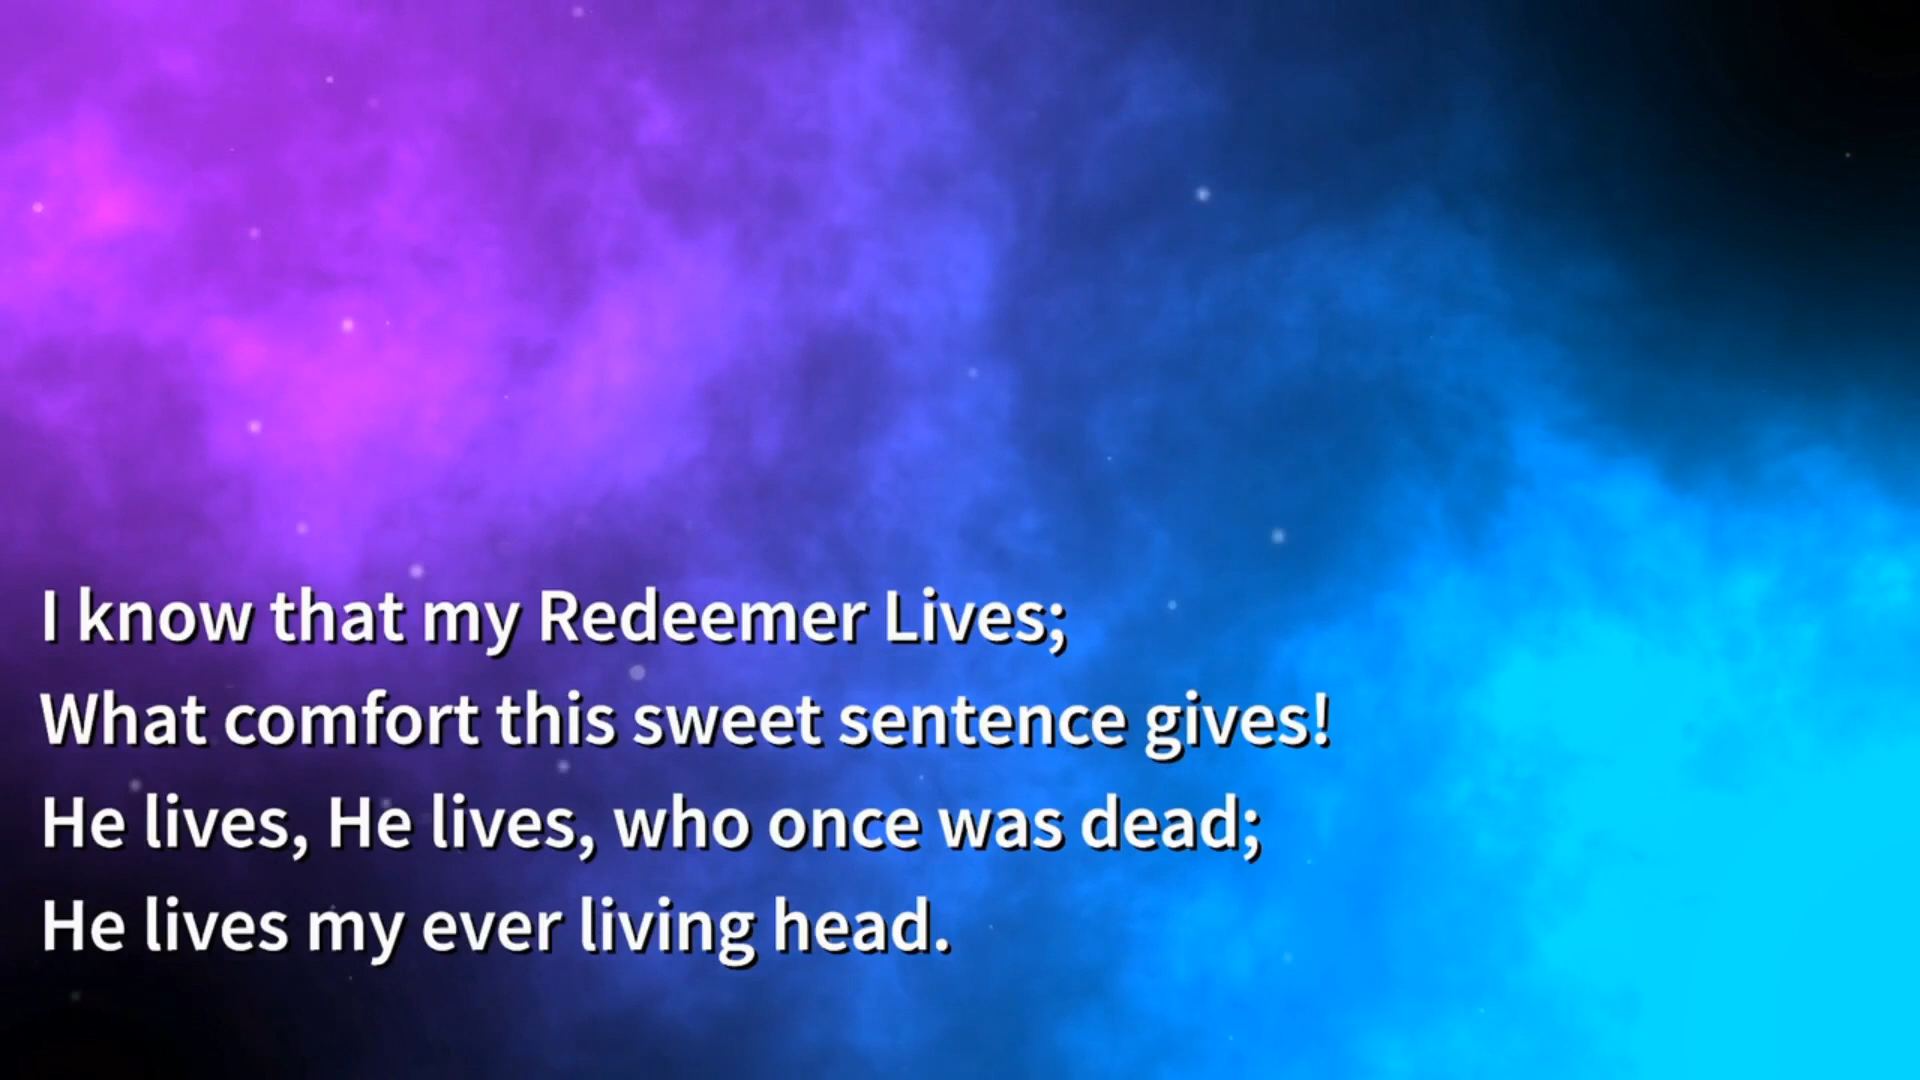 I know that my Redeemer Lives;
What comfort this sweet sentence gives!
He lives, He lives, who once was dead;
He lives my ever living head.